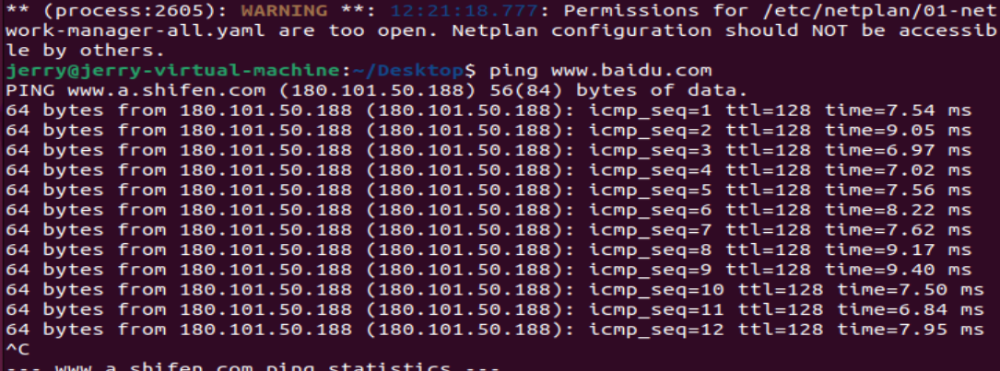 ** (process:2605): WARNING **: 12:21:18.777: Permissions for /etc/netplan/01-net
work-manager-all.yaml are too open. Netplan configuration should NOT be accessib
le by others.
jerry@jerry-virtual-machine:~/Desktop$ ping www.baidu.com
PING www.a.shifen.com (180.101.50.188) 56(84) bytes of data.
64 bytes from 180.101.50.188 (180.101.50.188): icmp_seq=1 ttl=128 time=7.54 ms
64 bytes from 180.101.50.188 (180.101.50.188): icmp_seq=2 ttl=128 time=9.05 ms
64 bytes from 180.101.50.188 (180.101.50.188): icmp_seq=3 ttl=128 time=6.97 ms
64 bytes from 180.101.50.188 (180.101.50.188): icmp_seq=4 ttl=128 time=7.02 ms
64 bytes from 180.101.50.188 (180.101.50.188): icmp_seq=5 ttl=128 time=7.56 ms
64 bytes from 180.101.50.188 (180.101.50.188): icmp_seq=6 ttl=128 time=8.22 ms
64 bytes from 180.101.50.188 (180.101.50.188): icmp_seq=7 ttl=128 time=7.62 ms
64 bytes from 180.101.50.188 (180.101.50.188): icmp_seq=8 ttl=128 time=9.17 ms
64 bytes from 180.101.50.188 (180.101.50.188): icmp_seq=9 ttl=128 time=9.40 ms
64 bytes from 180.101.50.188 (180.101.50.188): icmp_seq=10 ttl=128 time=7.50 ms
64 bytes from 180.101.50.188 (180.101.50.188): icmp_seq=11 ttl=128 time=6.84 ms
64 bytes from 180.101.50.188 (180.101.50.188): icmp_seq=12 ttl=128 time=7.95 ms
^C
--- www.a.shifen.com ping statistics ---